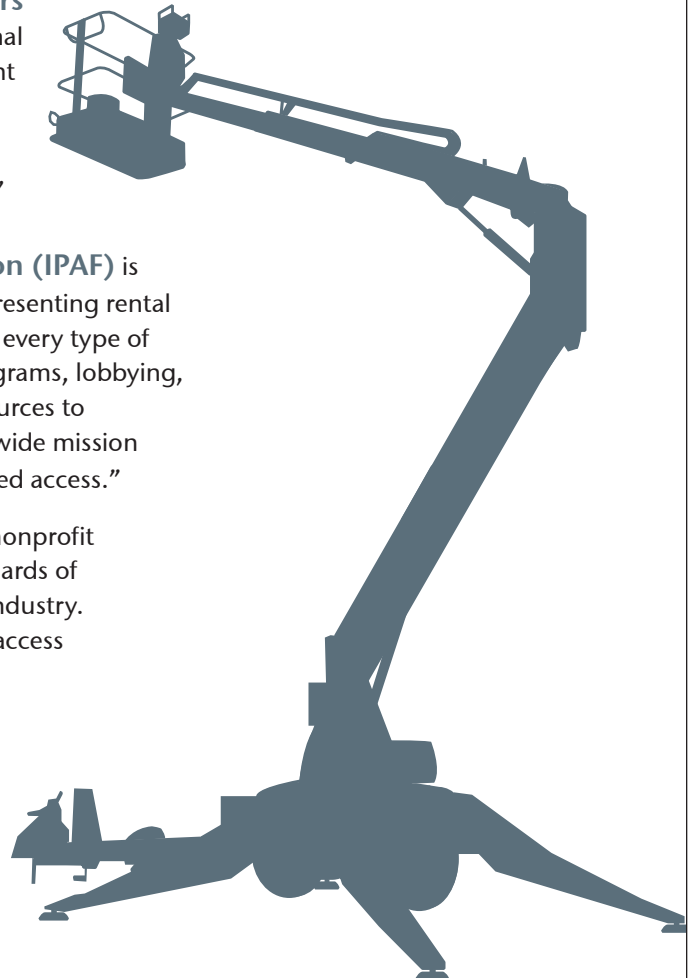 rs
nal
nt
”
on (IPAF) is
resenting rental
every type of
grams, lobbying,
urces to
wide mission
ed access.”
nonprofit
ards of
ndustry.
access